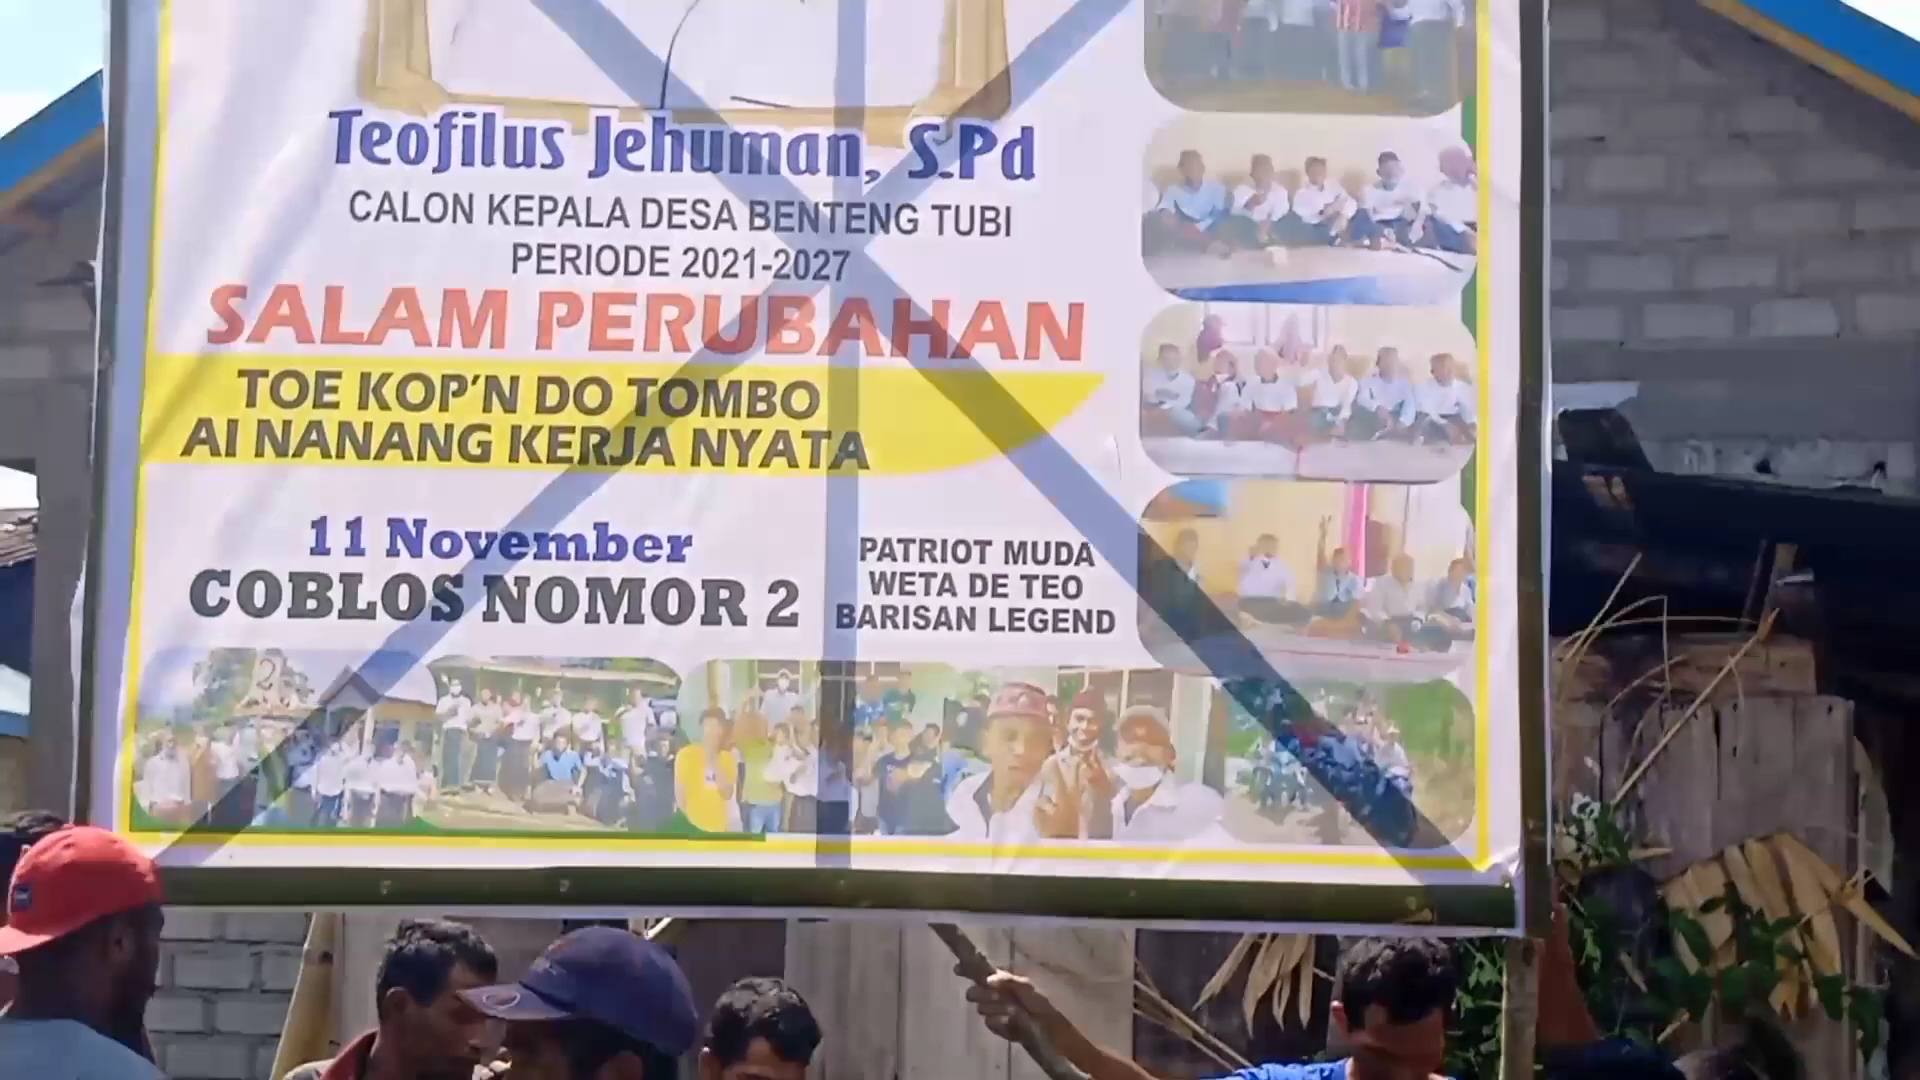 Teofilus Jehuman, S.Pd
CALON KEPALA DESA BENTENG TUBI
PERIODE 2021-2027
SALAM PERUBAHAN
TOE KOP'N DO TOMBO
AI NANANG KERJA NYATA
11 November
COBLOS NOMOR 2
PATRIOT MUDA
WETA DE TEO
BARISAN LEGEND
2